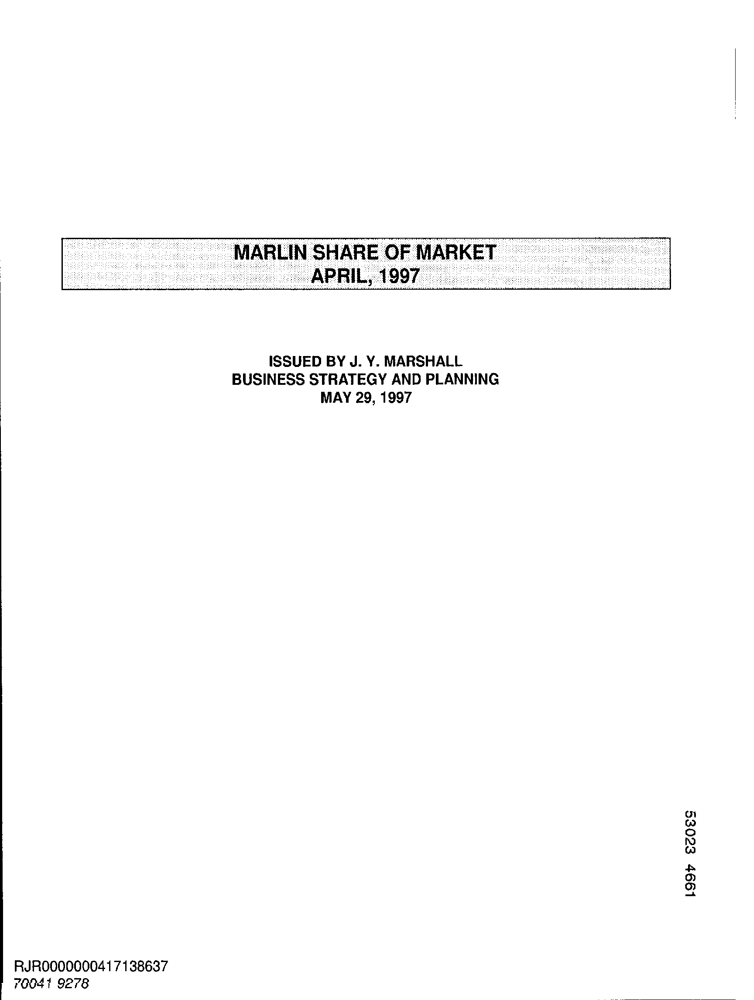 MARLIN SHARE OF MARKET
APRIL, 1997
ISSUED BY J. Y. MARSHALL
BUSINESS STRATEGY AND PLANNING
MAY 29, 1997
53023 4661
RJR0000000417138637
70041 9278